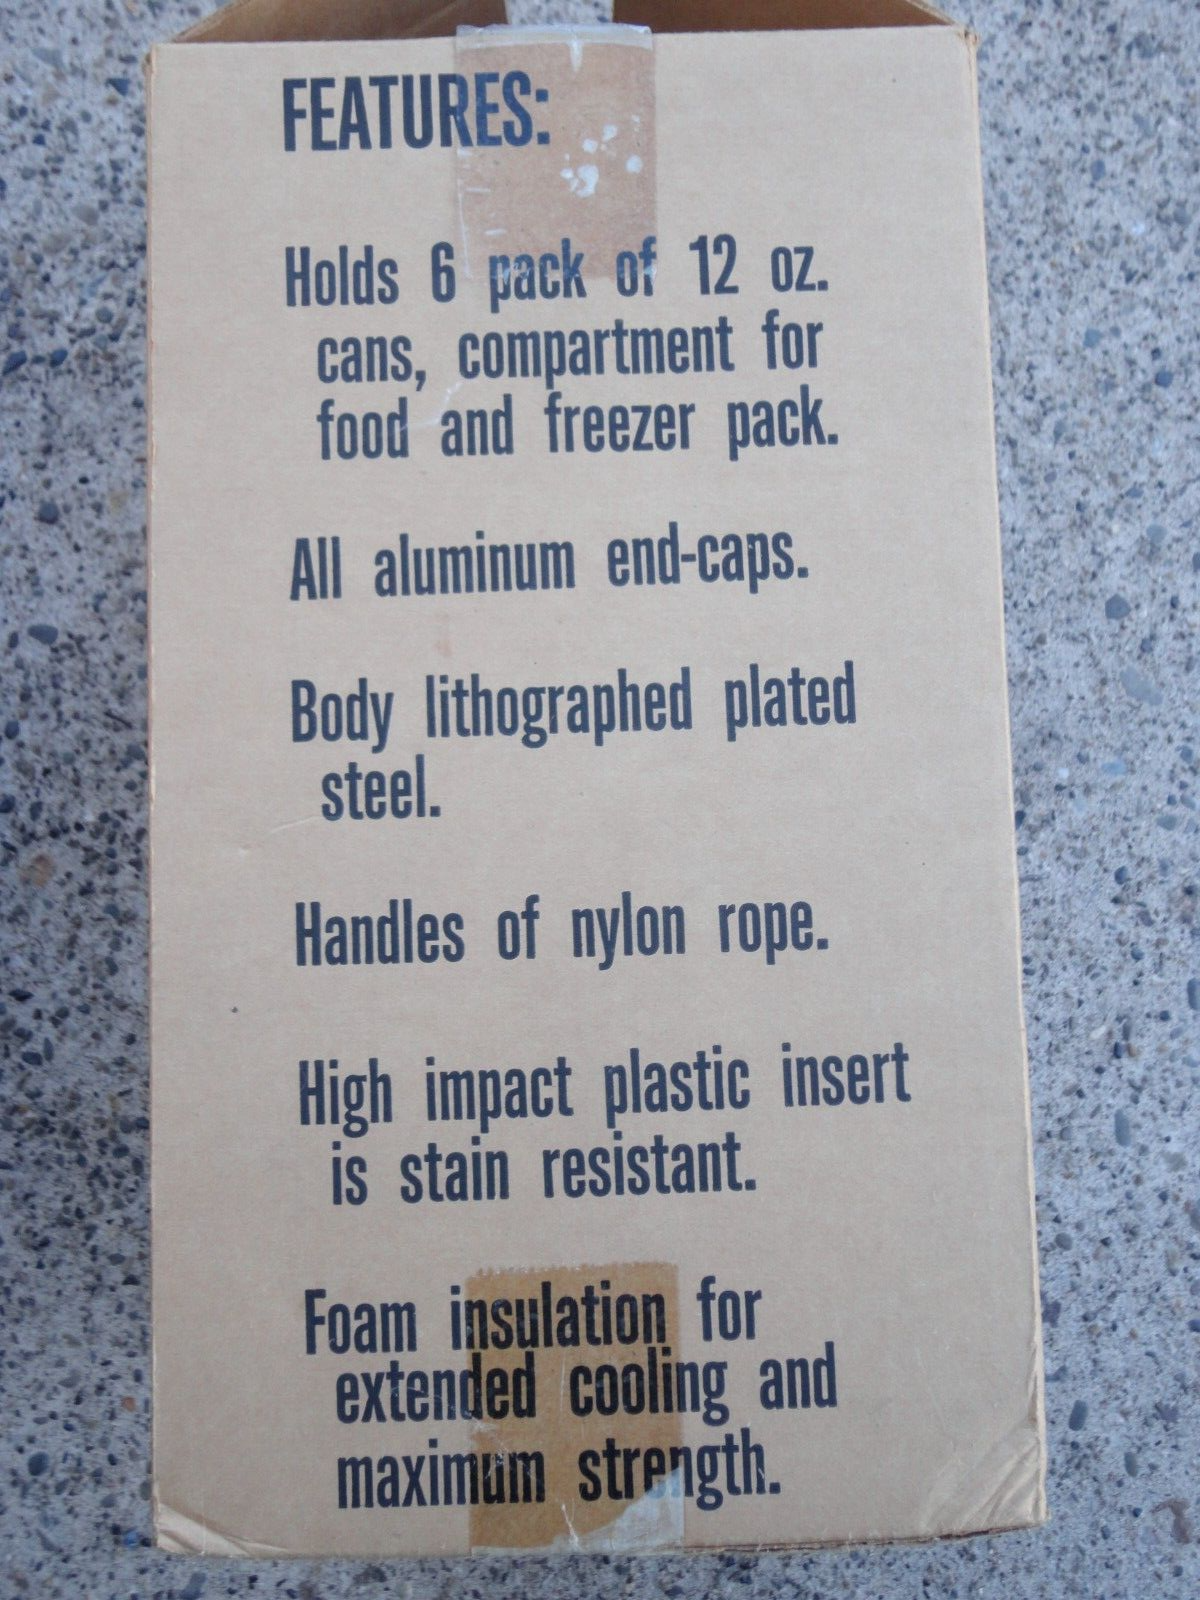 FEATURES:
Holds 6 pack of 12 oz.
cans, compartment for
food and freezer pack.
All aluminum end-caps.
Body lithographed plated
steel.
Handles of nylon rope.
High impact plastic insert
is stain resistant.
Foam insulation for
extended cooling and
maximum strength.